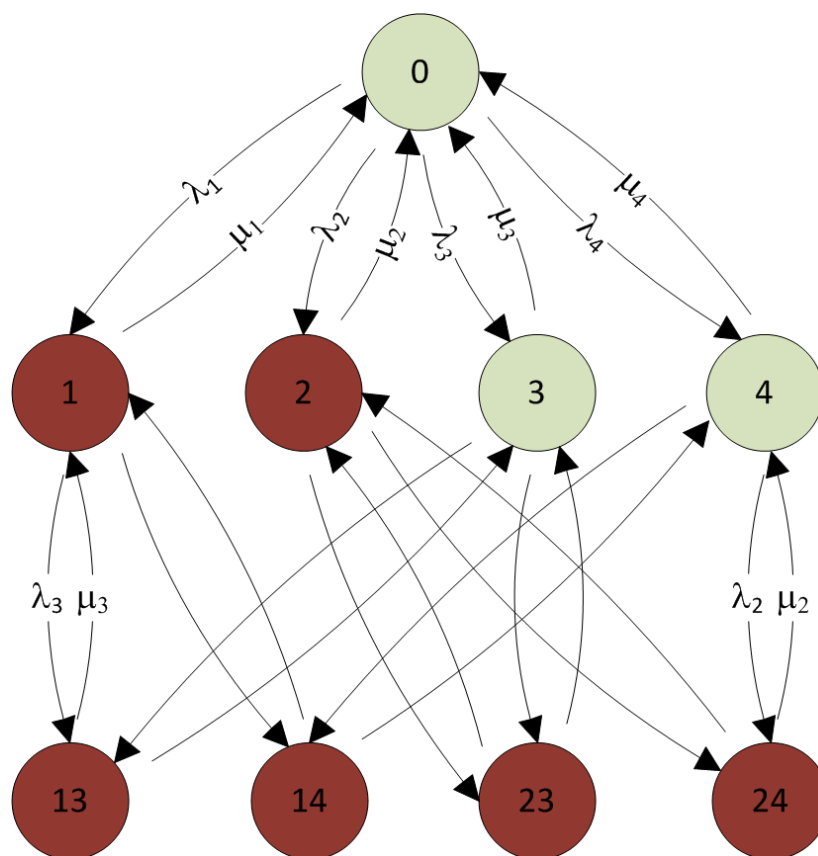 0
λ₁ μ₁ λ₂ μ₂ λ₃ μ₃ λ₄ μ₄
1 2 3 4
λ₃ μ₃ λ₂ μ₂
13 14 23 24